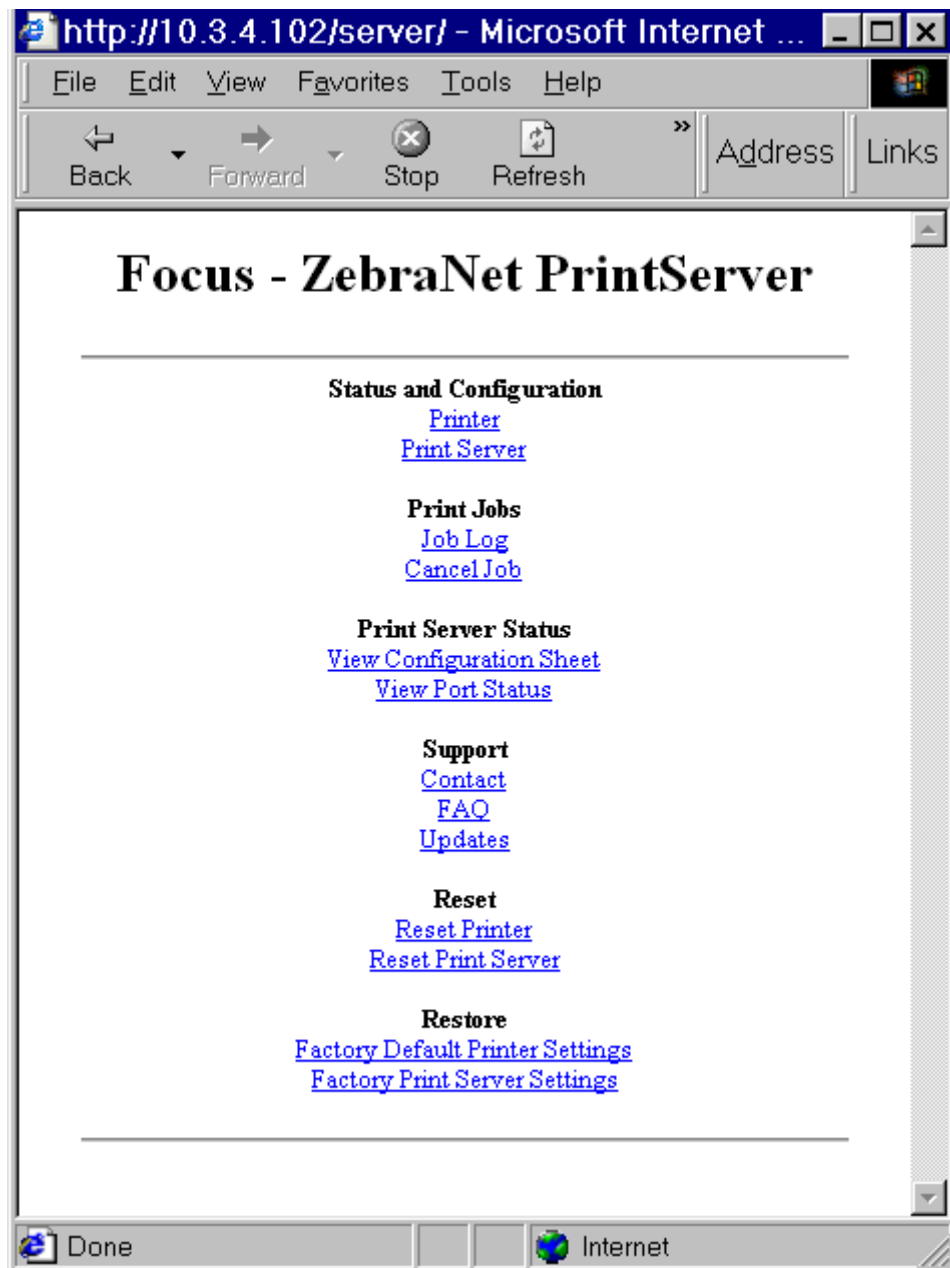 http://10.3.4.102/server/ - Microsoft Internet ...
File Edit View Favorites Tools Help
Back Forward Stop Refresh » Address Links
Focus - ZebraNet PrintServer
Status and Configuration
Printer
Print Server
Print Jobs
Job Log
Cancel Job
Print Server Status
View Configuration Sheet
View Port Status
Support
Contact
FAQ
Updates
Reset
Reset Printer
Reset Print Server
Restore
Factory Default Printer Settings
Factory Print Server Settings
Done Internet